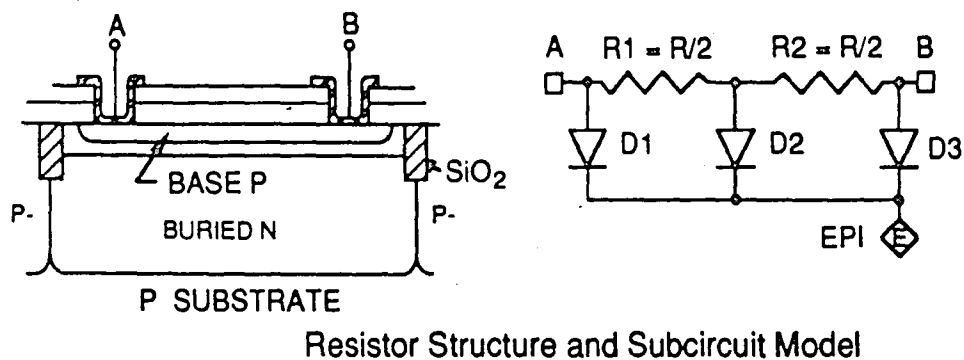 A
B
BASE P
SiO2
P-
P-
BURIED N
P SUBSTRATE
A
R1 = R/2
R2 = R/2
B
D1
D2
D3
EPI
E
Resistor Structure and Subcircuit Model